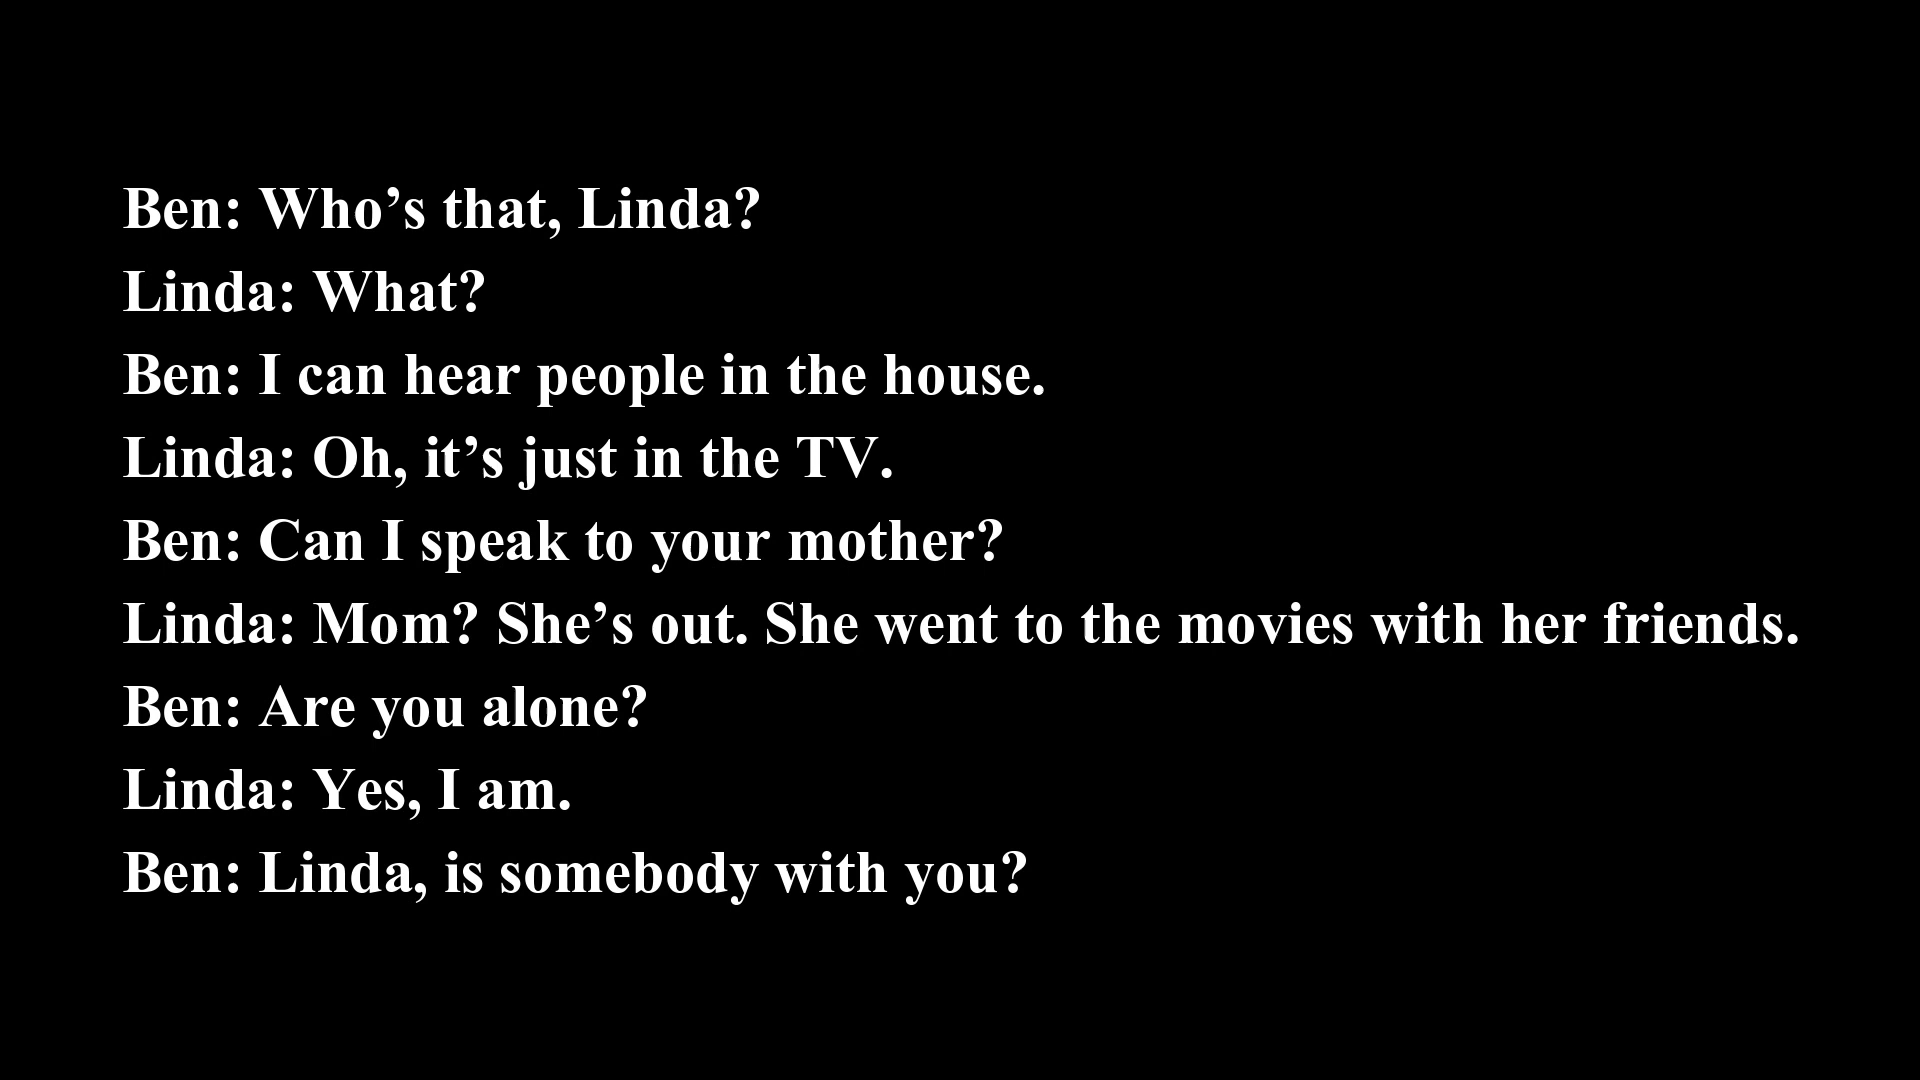 Ben: Who’s that, Linda?
Linda: What?
Ben: I can hear people in the house.
Linda: Oh, it’s just in the TV.
Ben: Can I speak to your mother?
Linda: Mom? She’s out. She went to the movies with her friends.
Ben: Are you alone?
Linda: Yes, I am.
Ben: Linda, is somebody with you?